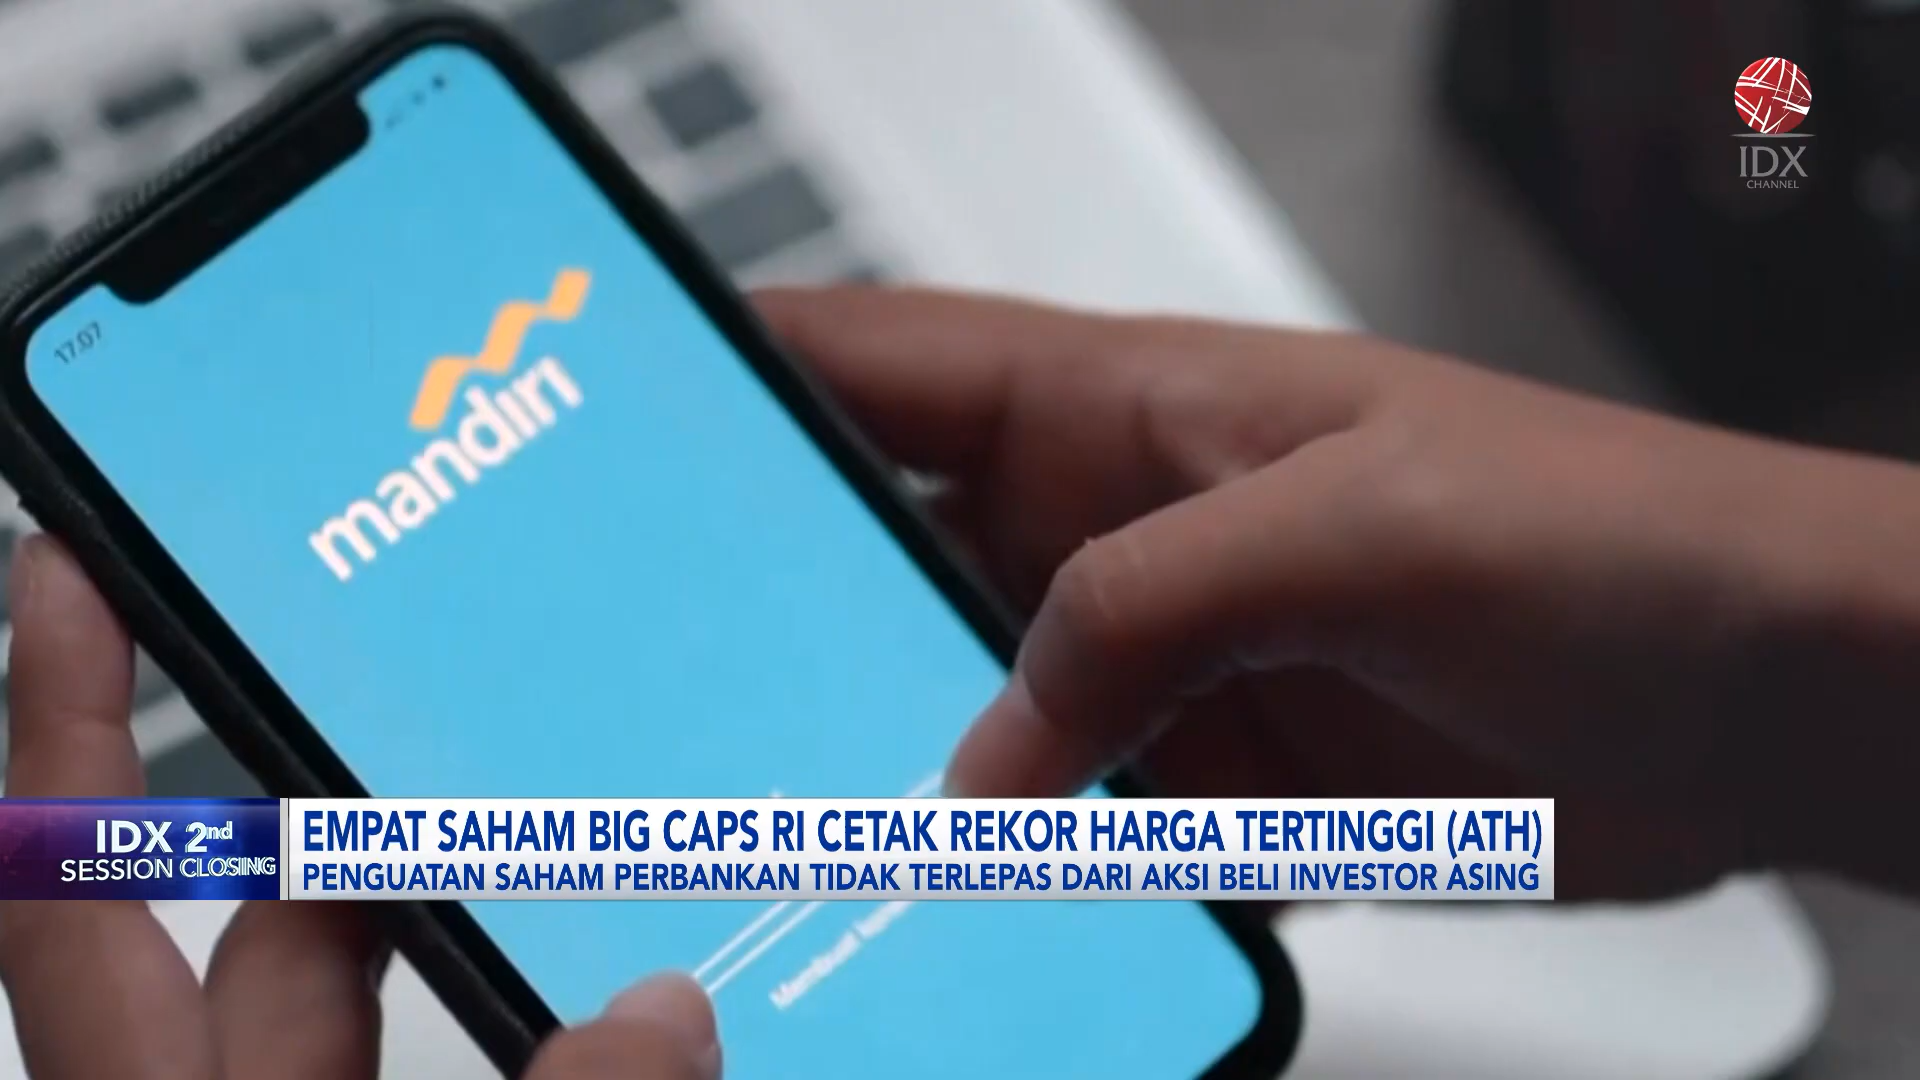 IDX
CHANNEL
17.07
mandiri
IDX 2nd
SESSION CLOSING
EMPAT SAHAM BIG CAPS RI CETAK REKOR HARGA TERTINGGI (ATH)
PENGUATAN SAHAM PERBANKAN TIDAK TERLEPAS DARI AKSI BELI INVESTOR ASING
Membuat